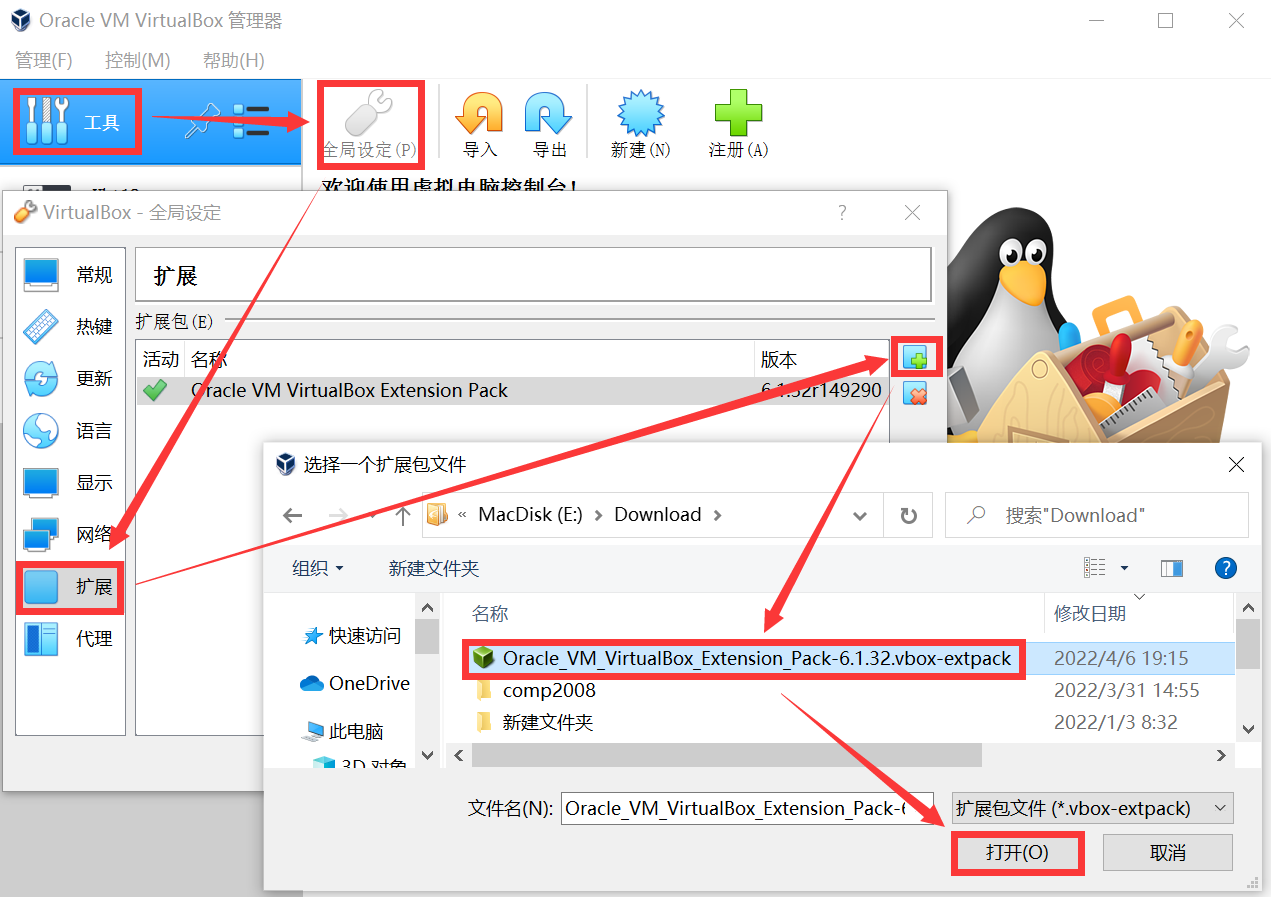 Oracle VM VirtualBox 管理器
管理(F) 控制(M) 帮助(H)
工具
全局设定(P) 导入 导出 新建(N) 注册(A)
欢迎使用虚拟电脑控制台!
VirtualBox - 全局设定 ?
常规
热键
更新
语言
显示
网络
扩展
代理
扩展
扩展包(E)
活动 名称 版本
Oracle VM VirtualBox Extension Pack 6.1.32r149290
选择一个扩展包文件
« MacDisk (E:) > Download >
搜索"Download"
组织 新建文件夹 ?
快速访问
OneDrive
此电脑
3D 对象
名称 修改日期
Oracle_VM_VirtualBox_Extension_Pack-6.1.32.vbox-extpack 2022/4/6 19:15
comp2008 2022/3/31 14:55
新建文件夹 2022/1/3 8:32
文件名(N): Oracle_VM_VirtualBox_Extension_Pack-6 扩展包文件 (*.vbox-extpack)
打开(O) 取消